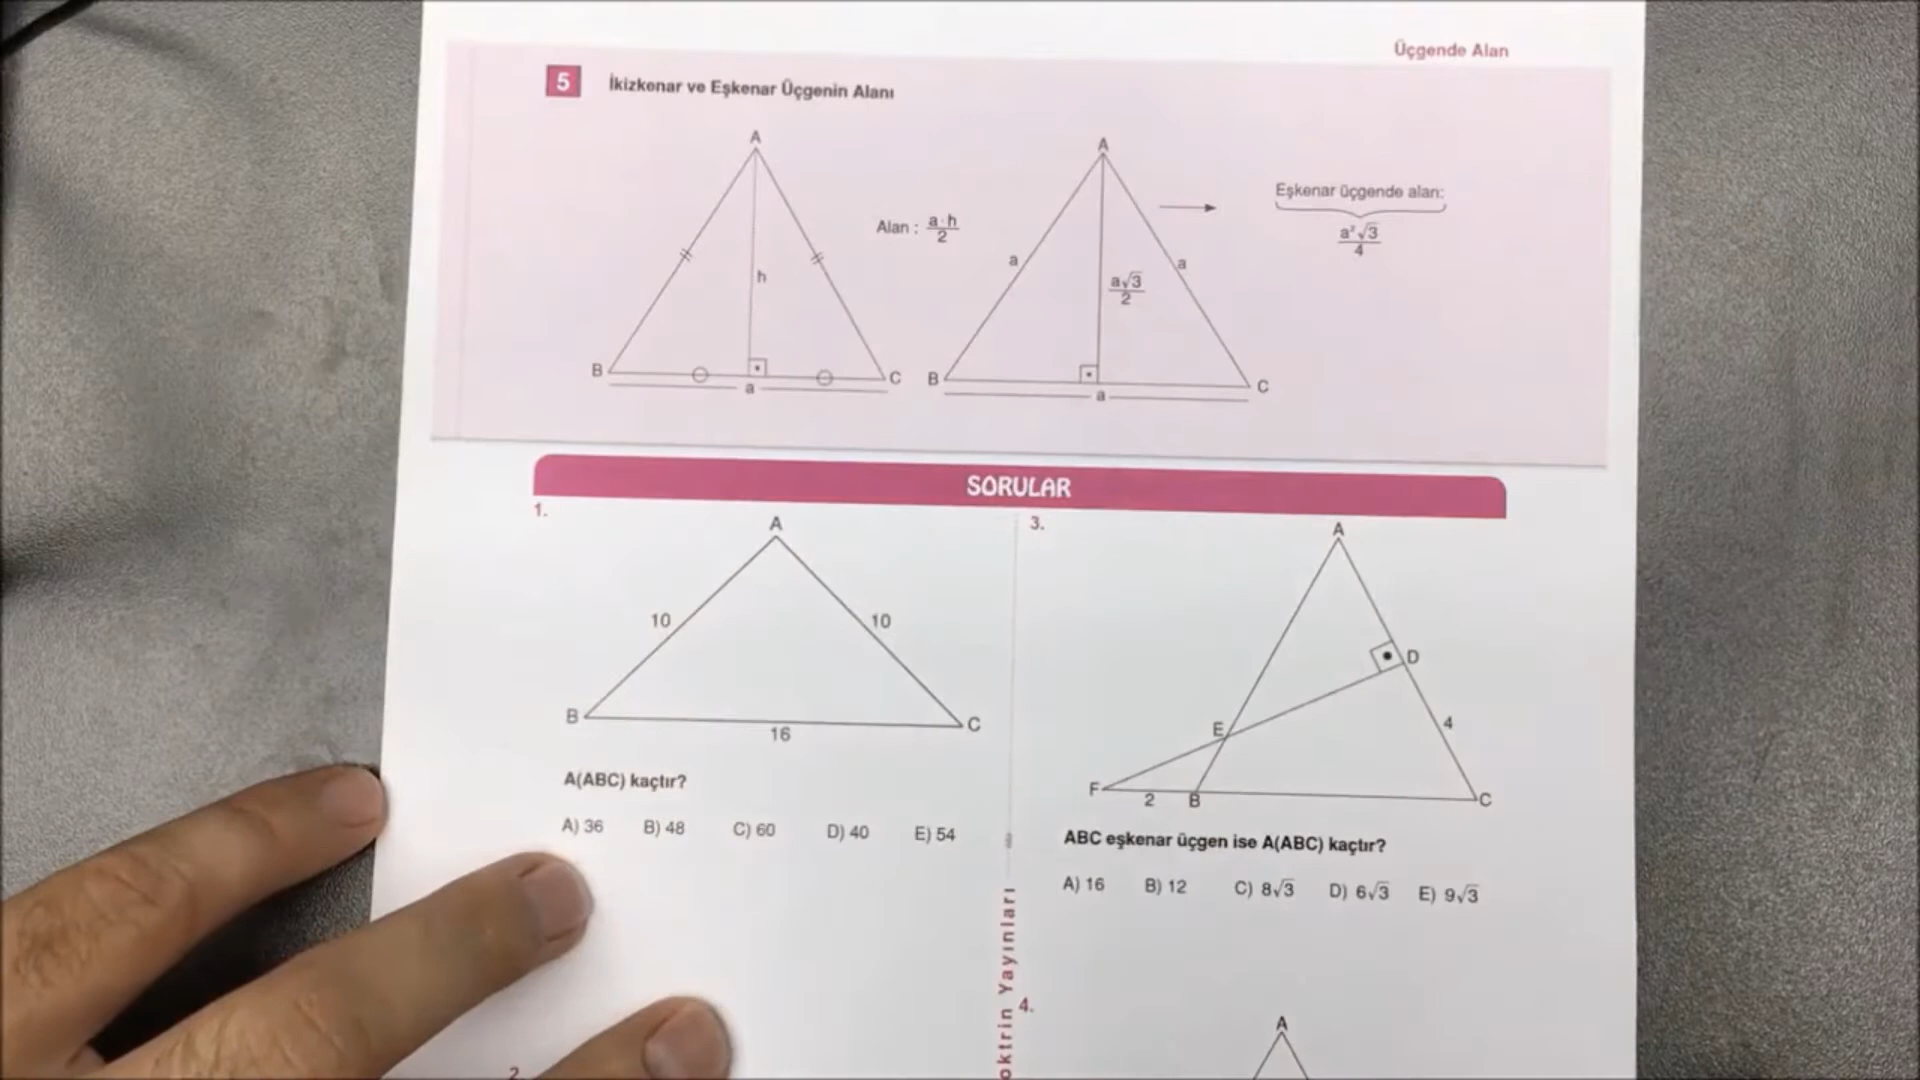 Üçgende Alan
5 İkizkenar ve Eşkenar Üçgenin Alanı
A
h
B
C
a
Alan : a·h/2
A
a
a
a√3/2
B
C
a
Eşkenar üçgende alan:
a²√3/4
SORULAR
1.
A
10
10
B
C
16
A(ABC) kaçtır?
A) 36 B) 48 C) 60 D) 40 E) 54
2.
3.
A
D
E
4
F
2
B
C
ABC eşkenar üçgen ise A(ABC) kaçtır?
A) 16 B) 12 C) 8√3 D) 6√3 E) 9√3
4.
A
oktrin Yayınları